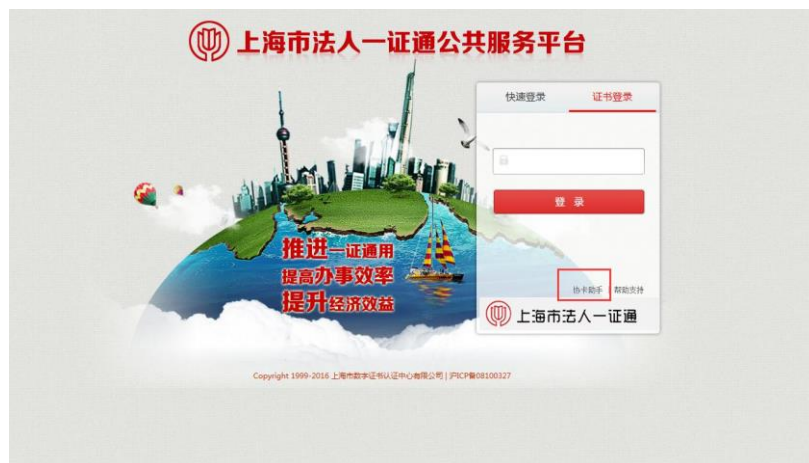 上海市法人一证通公共服务平台
快速登录 证书登录
登 录
推进一证通用
提高办事效率
提升经济效益
协卡助手 | 帮助支持
上海市法人一证通
Copyright 1999-2016 上海市数字证书认证中心有限公司 | 沪ICP备08100327